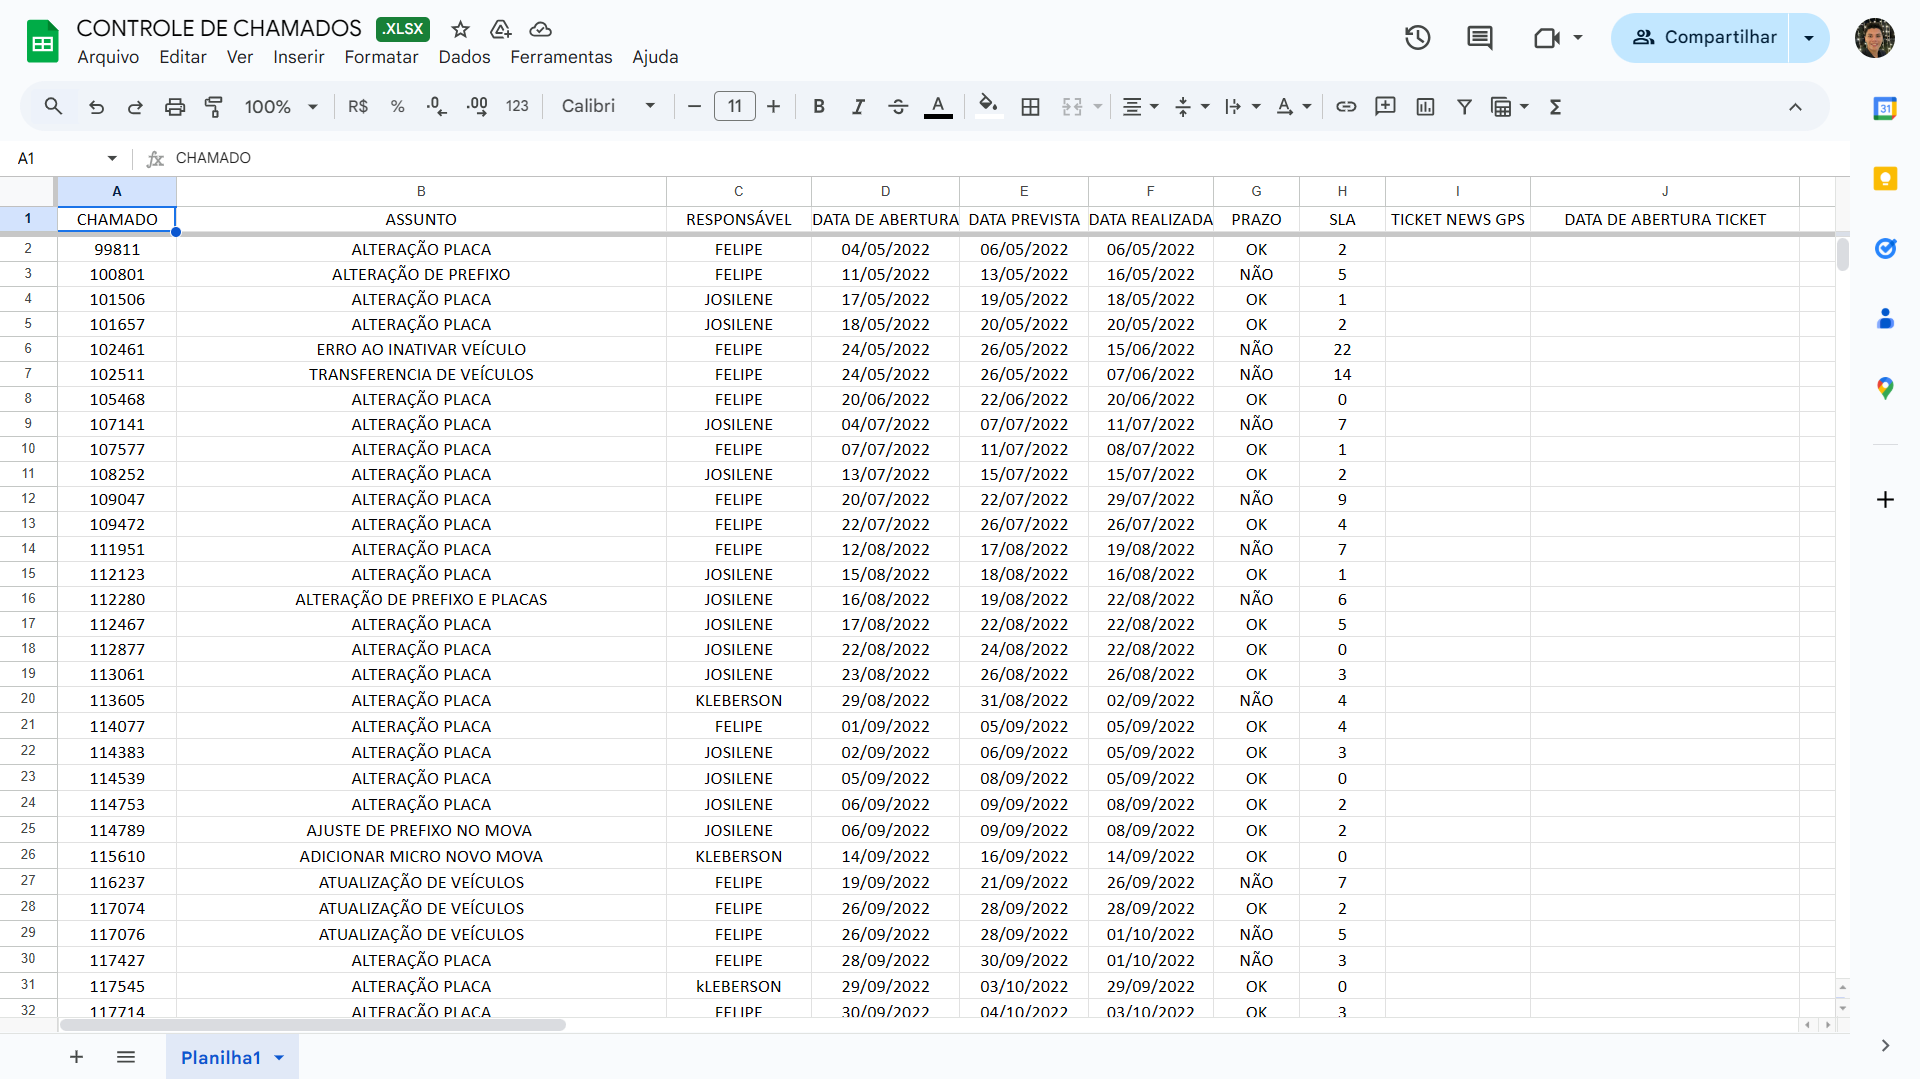 CONTROLE DE CHAMADOS .XLSX
Arquivo Editar Ver Inserir Formatar Dados Ferramentas Ajuda
Compartilhar
100% R$ % .0 .00 123 Calibri 11 B I A
31
A1 fx CHAMADO
A B C D E F G H I J
1 CHAMADO ASSUNTO RESPONSÁVEL DATA DE ABERTURA DATA PREVISTA DATA REALIZADA PRAZO SLA TICKET NEWS GPS DATA DE ABERTURA TICKET
2 99811 ALTERAÇÃO PLACA FELIPE 04/05/2022 06/05/2022 06/05/2022 OK 2
3 100801 ALTERAÇÃO DE PREFIXO FELIPE 11/05/2022 13/05/2022 16/05/2022 NÃO 5
4 101506 ALTERAÇÃO PLACA JOSILENE 17/05/2022 19/05/2022 18/05/2022 OK 1
5 101657 ALTERAÇÃO PLACA JOSILENE 18/05/2022 20/05/2022 20/05/2022 OK 2
6 102461 ERRO AO INATIVAR VEÍCULO FELIPE 24/05/2022 26/05/2022 15/06/2022 NÃO 22
7 102511 TRANSFERENCIA DE VEÍCULOS FELIPE 24/05/2022 26/05/2022 07/06/2022 NÃO 14
8 105468 ALTERAÇÃO PLACA FELIPE 20/06/2022 22/06/2022 20/06/2022 OK 0
9 107141 ALTERAÇÃO PLACA JOSILENE 04/07/2022 07/07/2022 11/07/2022 NÃO 7
10 107577 ALTERAÇÃO PLACA FELIPE 07/07/2022 11/07/2022 08/07/2022 OK 1
11 108252 ALTERAÇÃO PLACA JOSILENE 13/07/2022 15/07/2022 15/07/2022 OK 2
12 109047 ALTERAÇÃO PLACA FELIPE 20/07/2022 22/07/2022 29/07/2022 NÃO 9
13 109472 ALTERAÇÃO PLACA FELIPE 22/07/2022 26/07/2022 26/07/2022 OK 4
14 111951 ALTERAÇÃO PLACA FELIPE 12/08/2022 17/08/2022 19/08/2022 NÃO 7
15 112123 ALTERAÇÃO PLACA JOSILENE 15/08/2022 18/08/2022 16/08/2022 OK 1
16 112280 ALTERAÇÃO DE PREFIXO E PLACAS JOSILENE 16/08/2022 19/08/2022 22/08/2022 NÃO 6
17 112467 ALTERAÇÃO PLACA JOSILENE 17/08/2022 22/08/2022 22/08/2022 OK 5
18 112877 ALTERAÇÃO PLACA JOSILENE 22/08/2022 24/08/2022 22/08/2022 OK 0
19 113061 ALTERAÇÃO PLACA JOSILENE 23/08/2022 26/08/2022 26/08/2022 OK 3
20 113605 ALTERAÇÃO PLACA KLEBERSON 29/08/2022 31/08/2022 02/09/2022 NÃO 4
21 114077 ALTERAÇÃO PLACA FELIPE 01/09/2022 05/09/2022 05/09/2022 OK 4
22 114383 ALTERAÇÃO PLACA JOSILENE 02/09/2022 06/09/2022 05/09/2022 OK 3
23 114539 ALTERAÇÃO PLACA JOSILENE 05/09/2022 08/09/2022 05/09/2022 OK 0
24 114753 ALTERAÇÃO PLACA JOSILENE 06/09/2022 09/09/2022 08/09/2022 OK 2
25 114789 AJUSTE DE PREFIXO NO MOVA JOSILENE 06/09/2022 09/09/2022 08/09/2022 OK 2
26 115610 ADICIONAR MICRO NOVO MOVA KLEBERSON 14/09/2022 16/09/2022 14/09/2022 OK 0
27 116237 ATUALIZAÇÃO DE VEÍCULOS FELIPE 19/09/2022 21/09/2022 26/09/2022 NÃO 7
28 117074 ATUALIZAÇÃO DE VEÍCULOS FELIPE 26/09/2022 28/09/2022 28/09/2022 OK 2
29 117076 ATUALIZAÇÃO DE VEÍCULOS FELIPE 26/09/2022 28/09/2022 01/10/2022 NÃO 5
30 117427 ALTERAÇÃO PLACA FELIPE 28/09/2022 30/09/2022 01/10/2022 NÃO 3
31 117545 ALTERAÇÃO PLACA kLEBERSON 29/09/2022 03/10/2022 29/09/2022 OK 0
32 117714 ALTERAÇÃO PLACA FELIPE 30/09/2022 04/10/2022 03/10/2022 OK 3
Planilha1